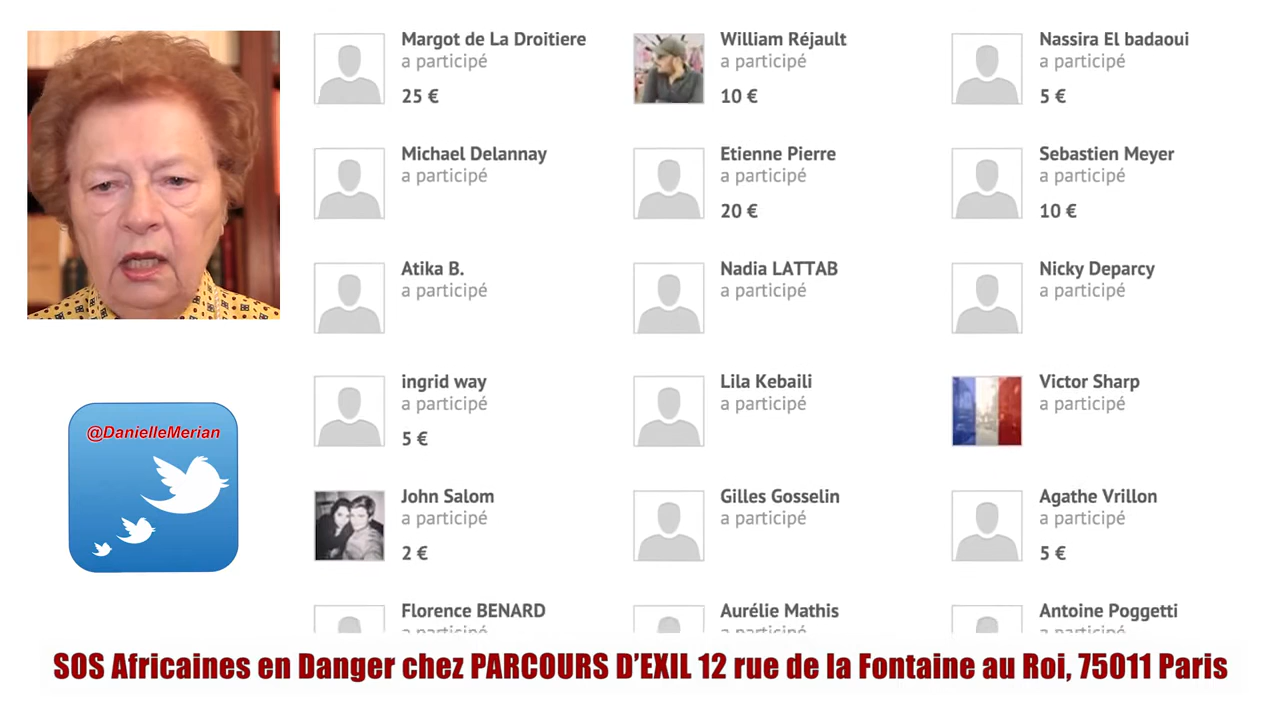 Margot de La Droitiere
a participé
25 €
William Réjault
a participé
10 €
Nassira El badaoui
a participé
5 €
Michael Delannay
a participé
Etienne Pierre
a participé
20 €
Sebastien Meyer
a participé
10 €
Atika B.
a participé
Nadia LATTAB
a participé
Nicky Deparcy
a participé
ingrid way
a participé
5 €
Lila Kebaili
a participé
Victor Sharp
a participé
@DanielleMerian
John Salom
a participé
2 €
Gilles Gosselin
a participé
Agathe Vrillon
a participé
5 €
Florence BENARD
a participé
Aurélie Mathis
a participé
Antoine Poggetti
a participé
SOS Africaines en Danger chez PARCOURS D'EXIL 12 rue de la Fontaine au Roi, 75011 Paris